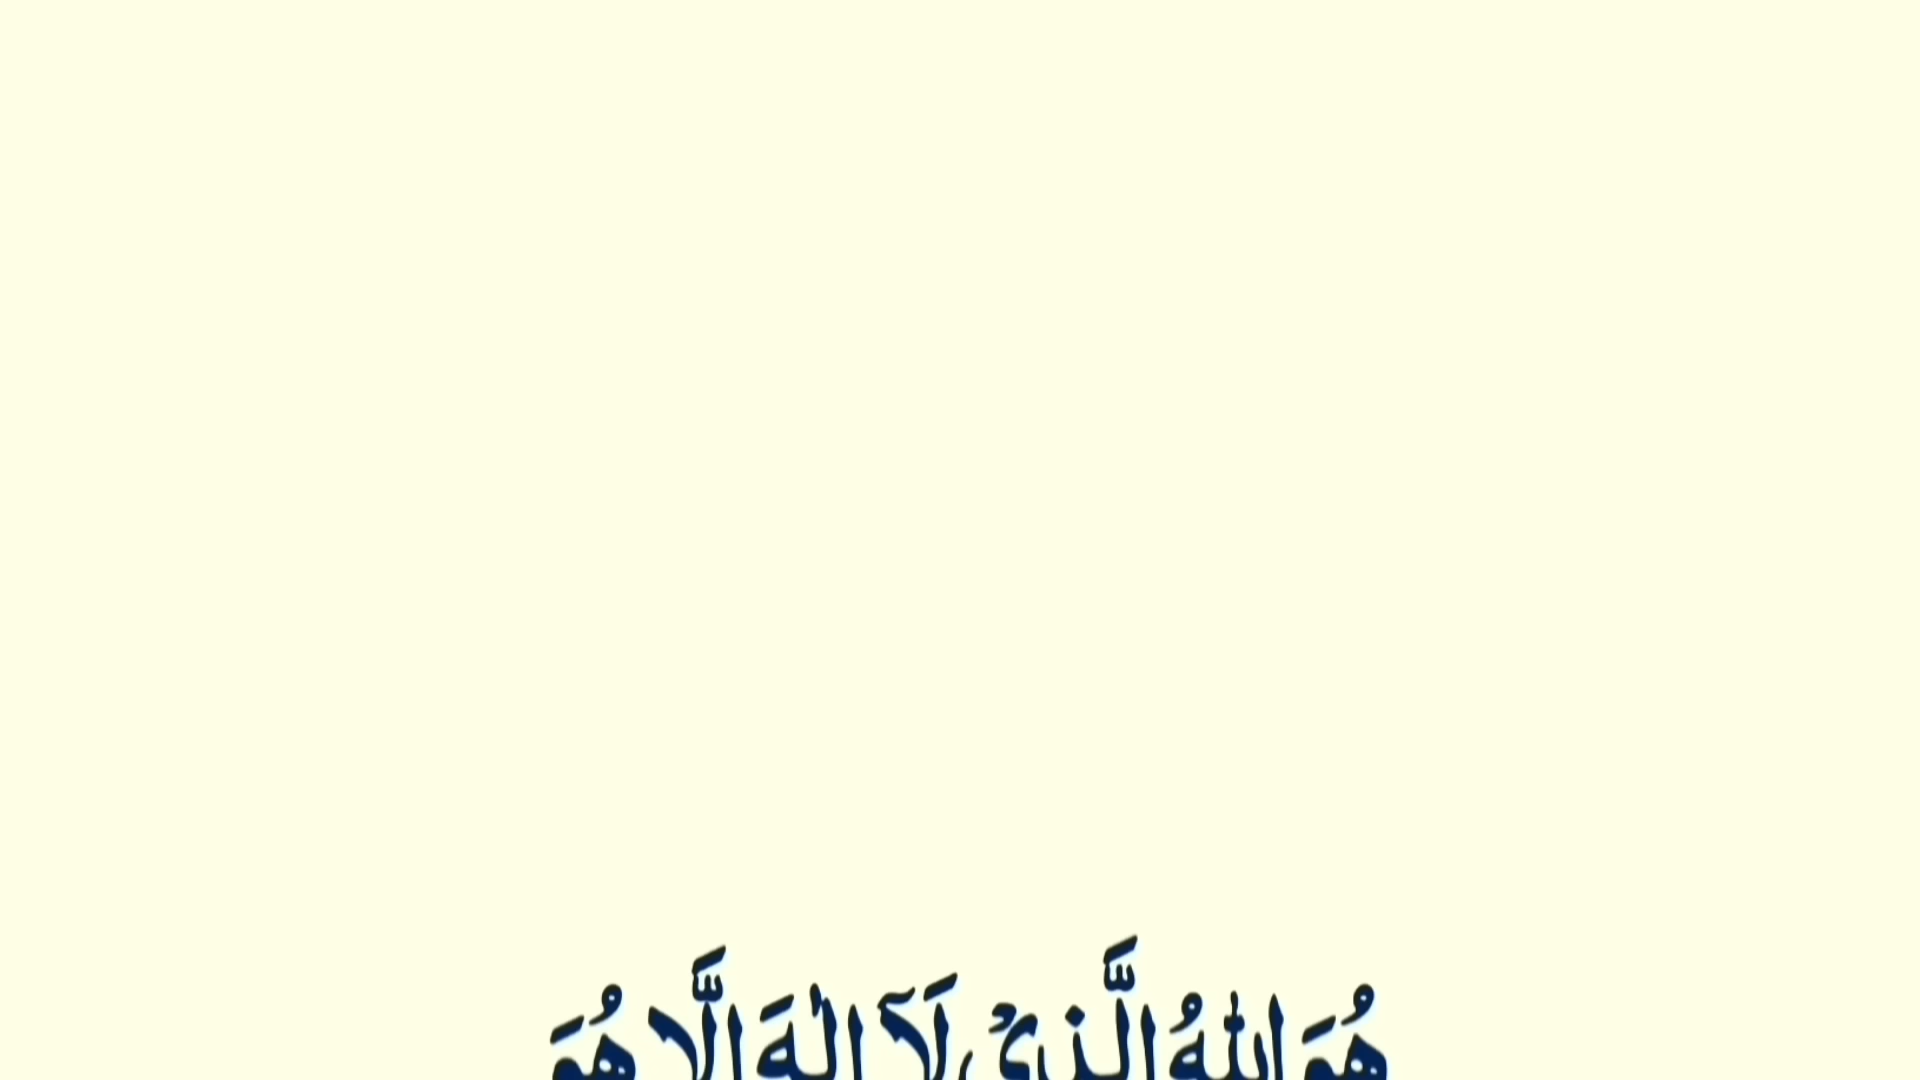 هُوَ اللّٰهُ الَّذِىْ لَآ اِلٰهَ اِلَّا هُوَ